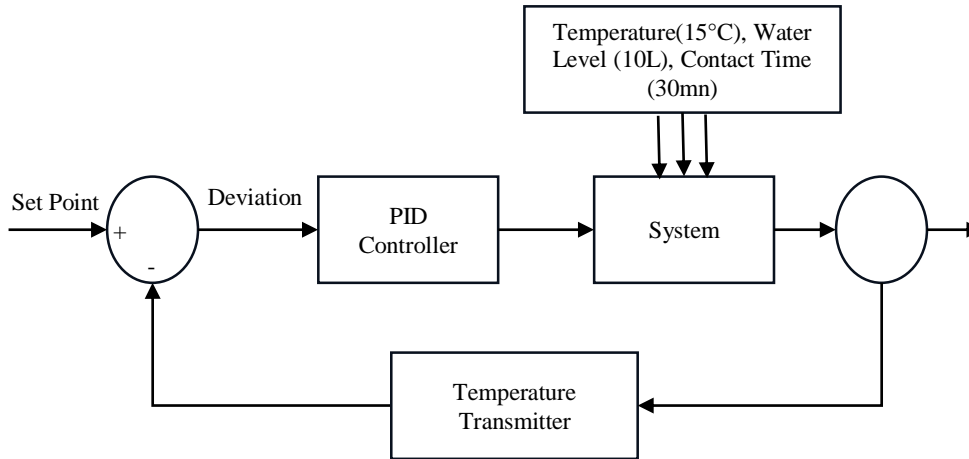 Temperature(15°C), Water
Level (10L), Contact Time
(30mn)
Set Point
+
-
Deviation
PID
Controller
System
Temperature
Transmitter